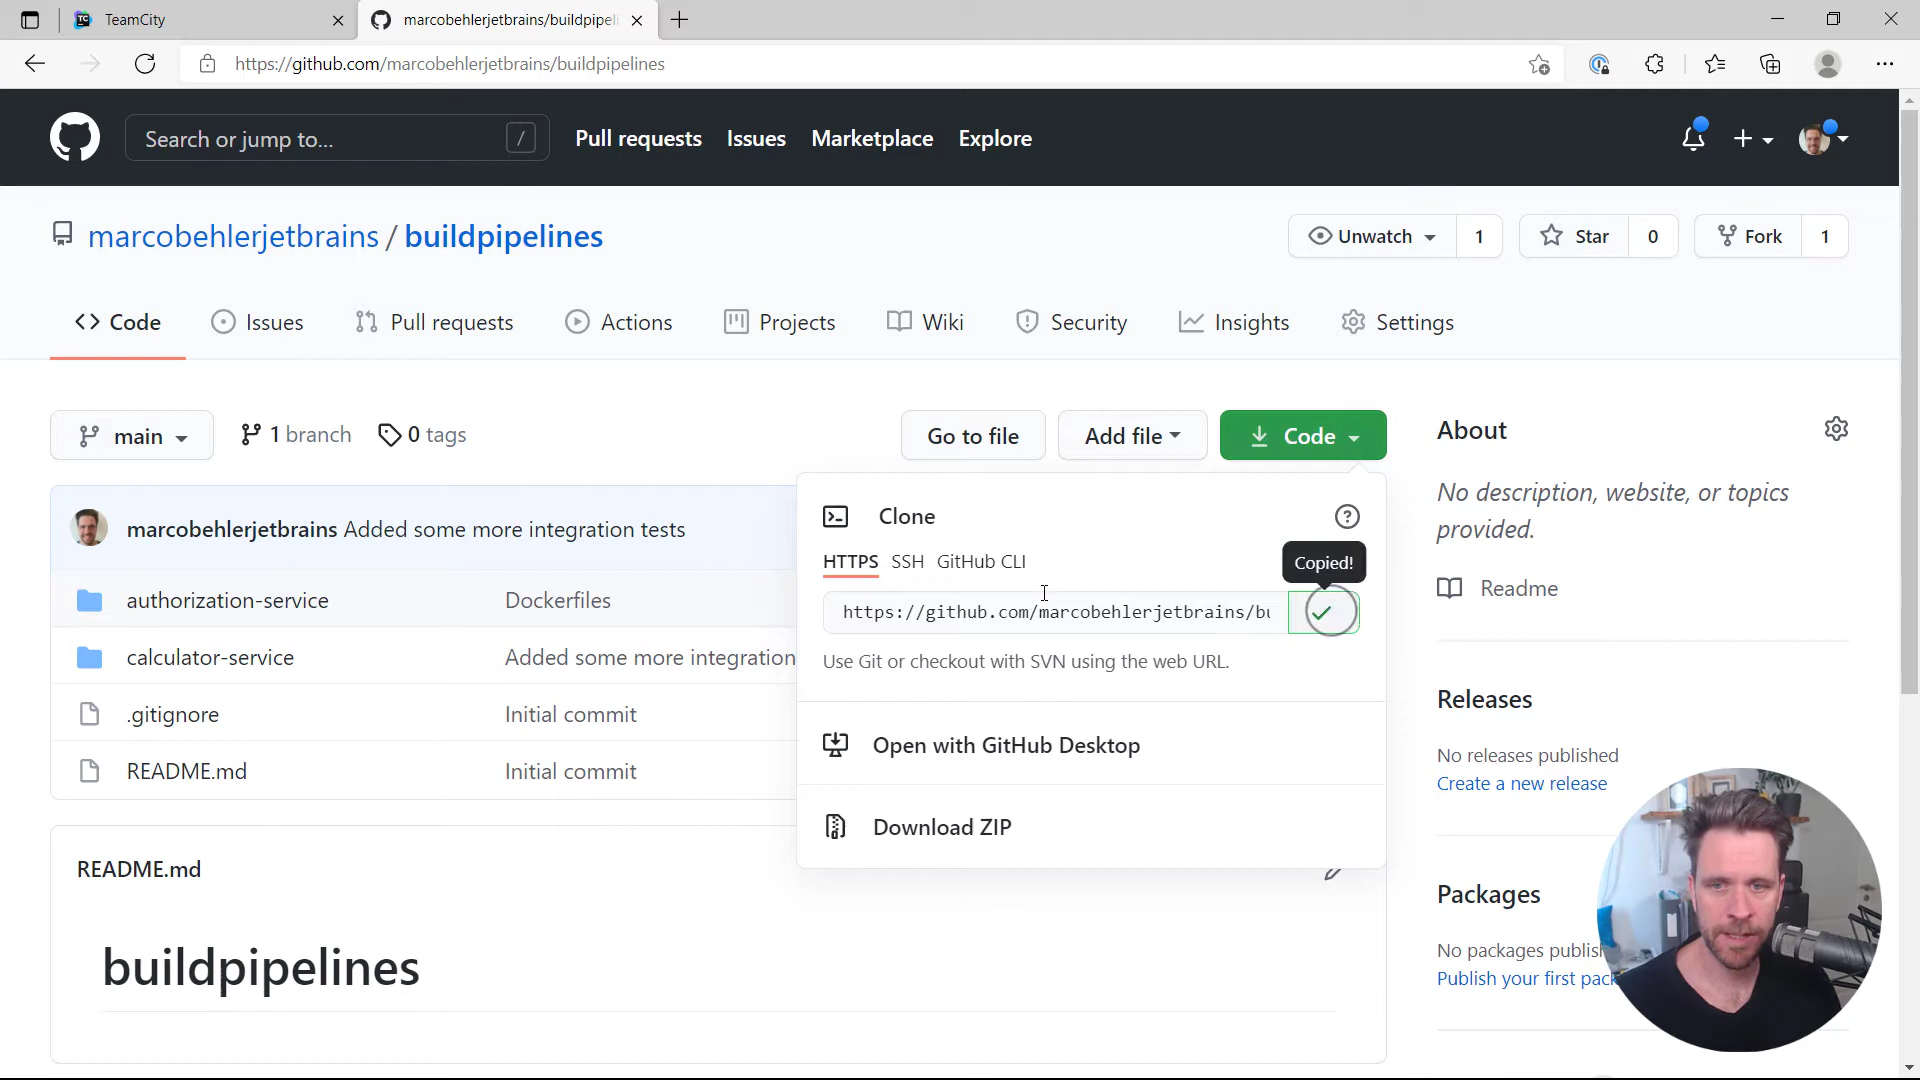 TC
TeamCity
marcobehlerjetbrains/buildpipeli
https://github.com/marcobehlerjetbrains/buildpipelines
Search or jump to...
/
Pull requests
Issues
Marketplace
Explore
marcobehlerjetbrains / buildpipelines
Unwatch 1
Star 0
Fork 1
Code
Issues
Pull requests
Actions
Projects
Wiki
Security
Insights
Settings
main
1 branch
0 tags
Go to file
Add file
Code
About
No description, website, or topics
provided.
Clone
HTTPS SSH GitHub CLI
Copied!
https://github.com/marcobehlerjetbrains/bu
Use Git or checkout with SVN using the web URL.
Open with GitHub Desktop
Download ZIP
marcobehlerjetbrains Added some more integration tests
authorization-service Dockerfiles
calculator-service Added some more integration
.gitignore Initial commit
README.md Initial commit
Readme
Releases
No releases published
Create a new release
Packages
No packages publish
Publish your first pack
README.md
buildpipelines